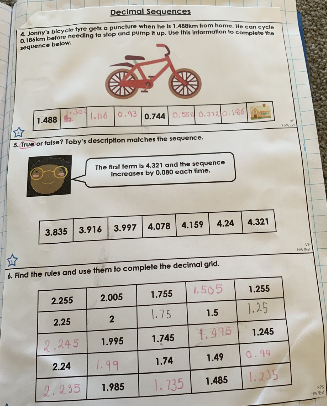 Decimal Sequences
4. Jonny's bicycle tyre gets a puncture when he is 1.488km from home. He can cycle
0.186km before needing to stop and pump it up. Use this information to complete the
sequence below.
1.488 1.116 0.93 0.744 0.558 0.372 0.186
5. True or false? Toby's description matches the sequence.
The first term is 4.321 and the sequence
increases by 0.080 each time.
3.835 3.916 3.997 4.078 4.159 4.24 4.321
6. Find the rules and use them to complete the decimal grid.
2.255 2.005 1.755 1.505 1.255
2.25 2 1.75 1.5 1.25
2.245 1.995 1.745 1.245
2.24 1.99 1.74 1.49 0.99
2.235 1.985 1.735 1.485 1.235